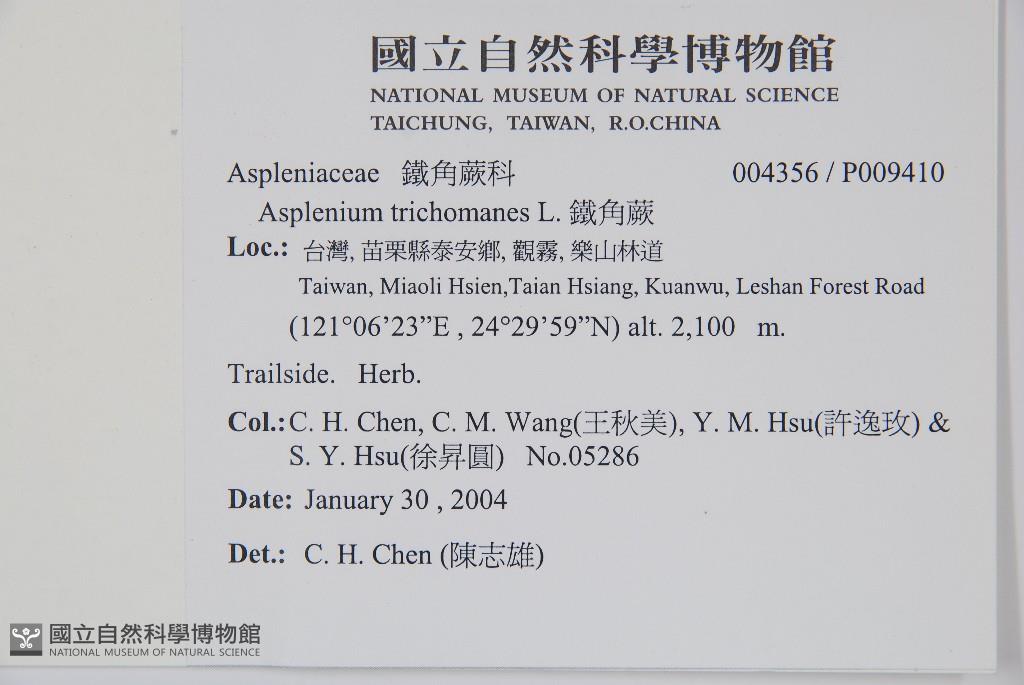 國立自然科學博物館
NATIONAL MUSEUM OF NATURAL SCIENCE
TAICHUNG, TAIWAN, R.O.CHINA
Aspleniaceae 鐵角蕨科 004356 / P009410
Asplenium trichomanes L. 鐵角蕨
Loc.: 台灣, 苗栗縣泰安鄉, 觀霧, 樂山林道
Taiwan, Miaoli Hsien,Taian Hsiang, Kuanwu, Leshan Forest Road
(121°06’23”E , 24°29’59”N) alt. 2,100 m.
Trailside. Herb.
Col.: C. H. Chen, C. M. Wang(王秋美), Y. M. Hsu(許逸玫) &
S. Y. Hsu(徐昇圓) No.05286
Date: January 30 , 2004
Det.: C. H. Chen (陳志雄)
國立自然科學博物館
NATIONAL MUSEUM OF NATURAL SCIENCE